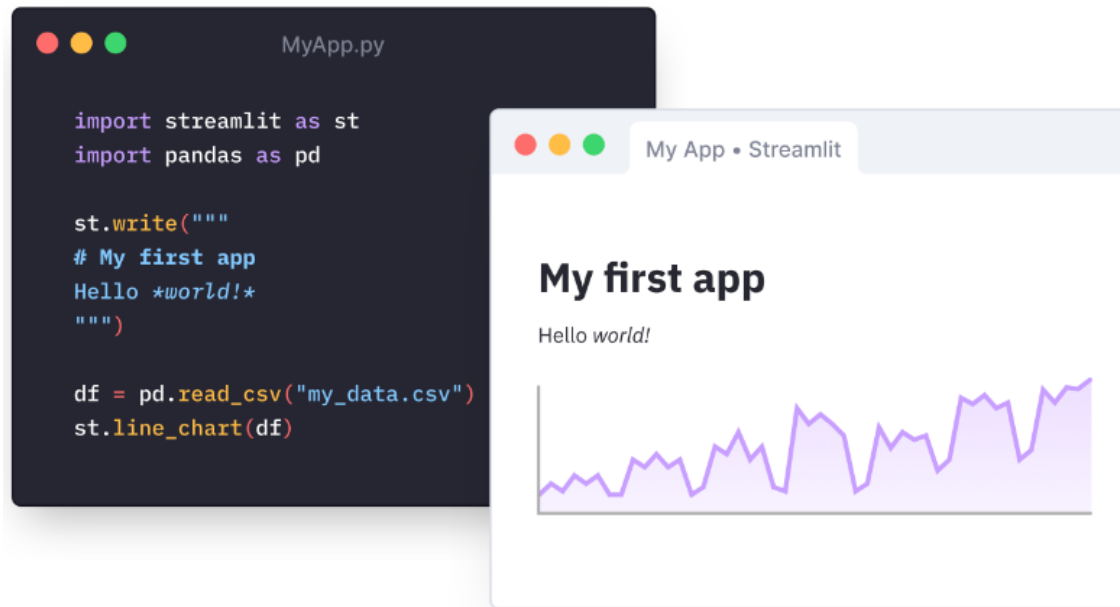 MyApp.py
import streamlit as st
import pandas as pd
st.write("""
# My first app
Hello *world!*
""")
df = pd.read_csv("my_data.csv")
st.line_chart(df)
My App • Streamlit
My first app
Hello world!